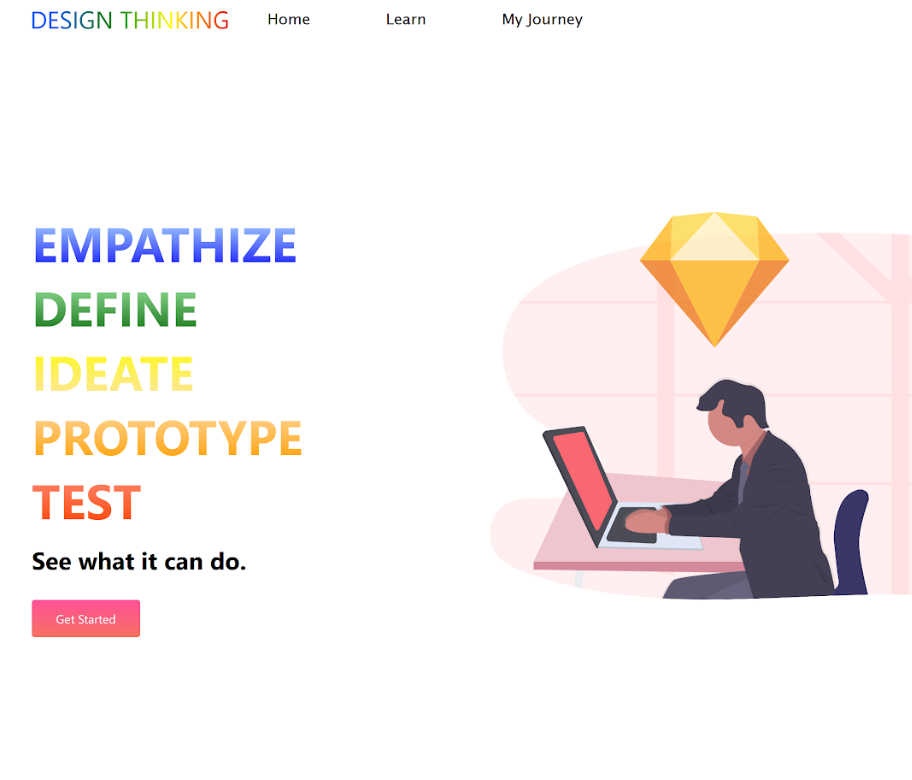 DESIGN THINKING
Home
Learn
My Journey
EMPATHIZE
DEFINE
IDEATE
PROTOTYPE
TEST
See what it can do.
Get Started